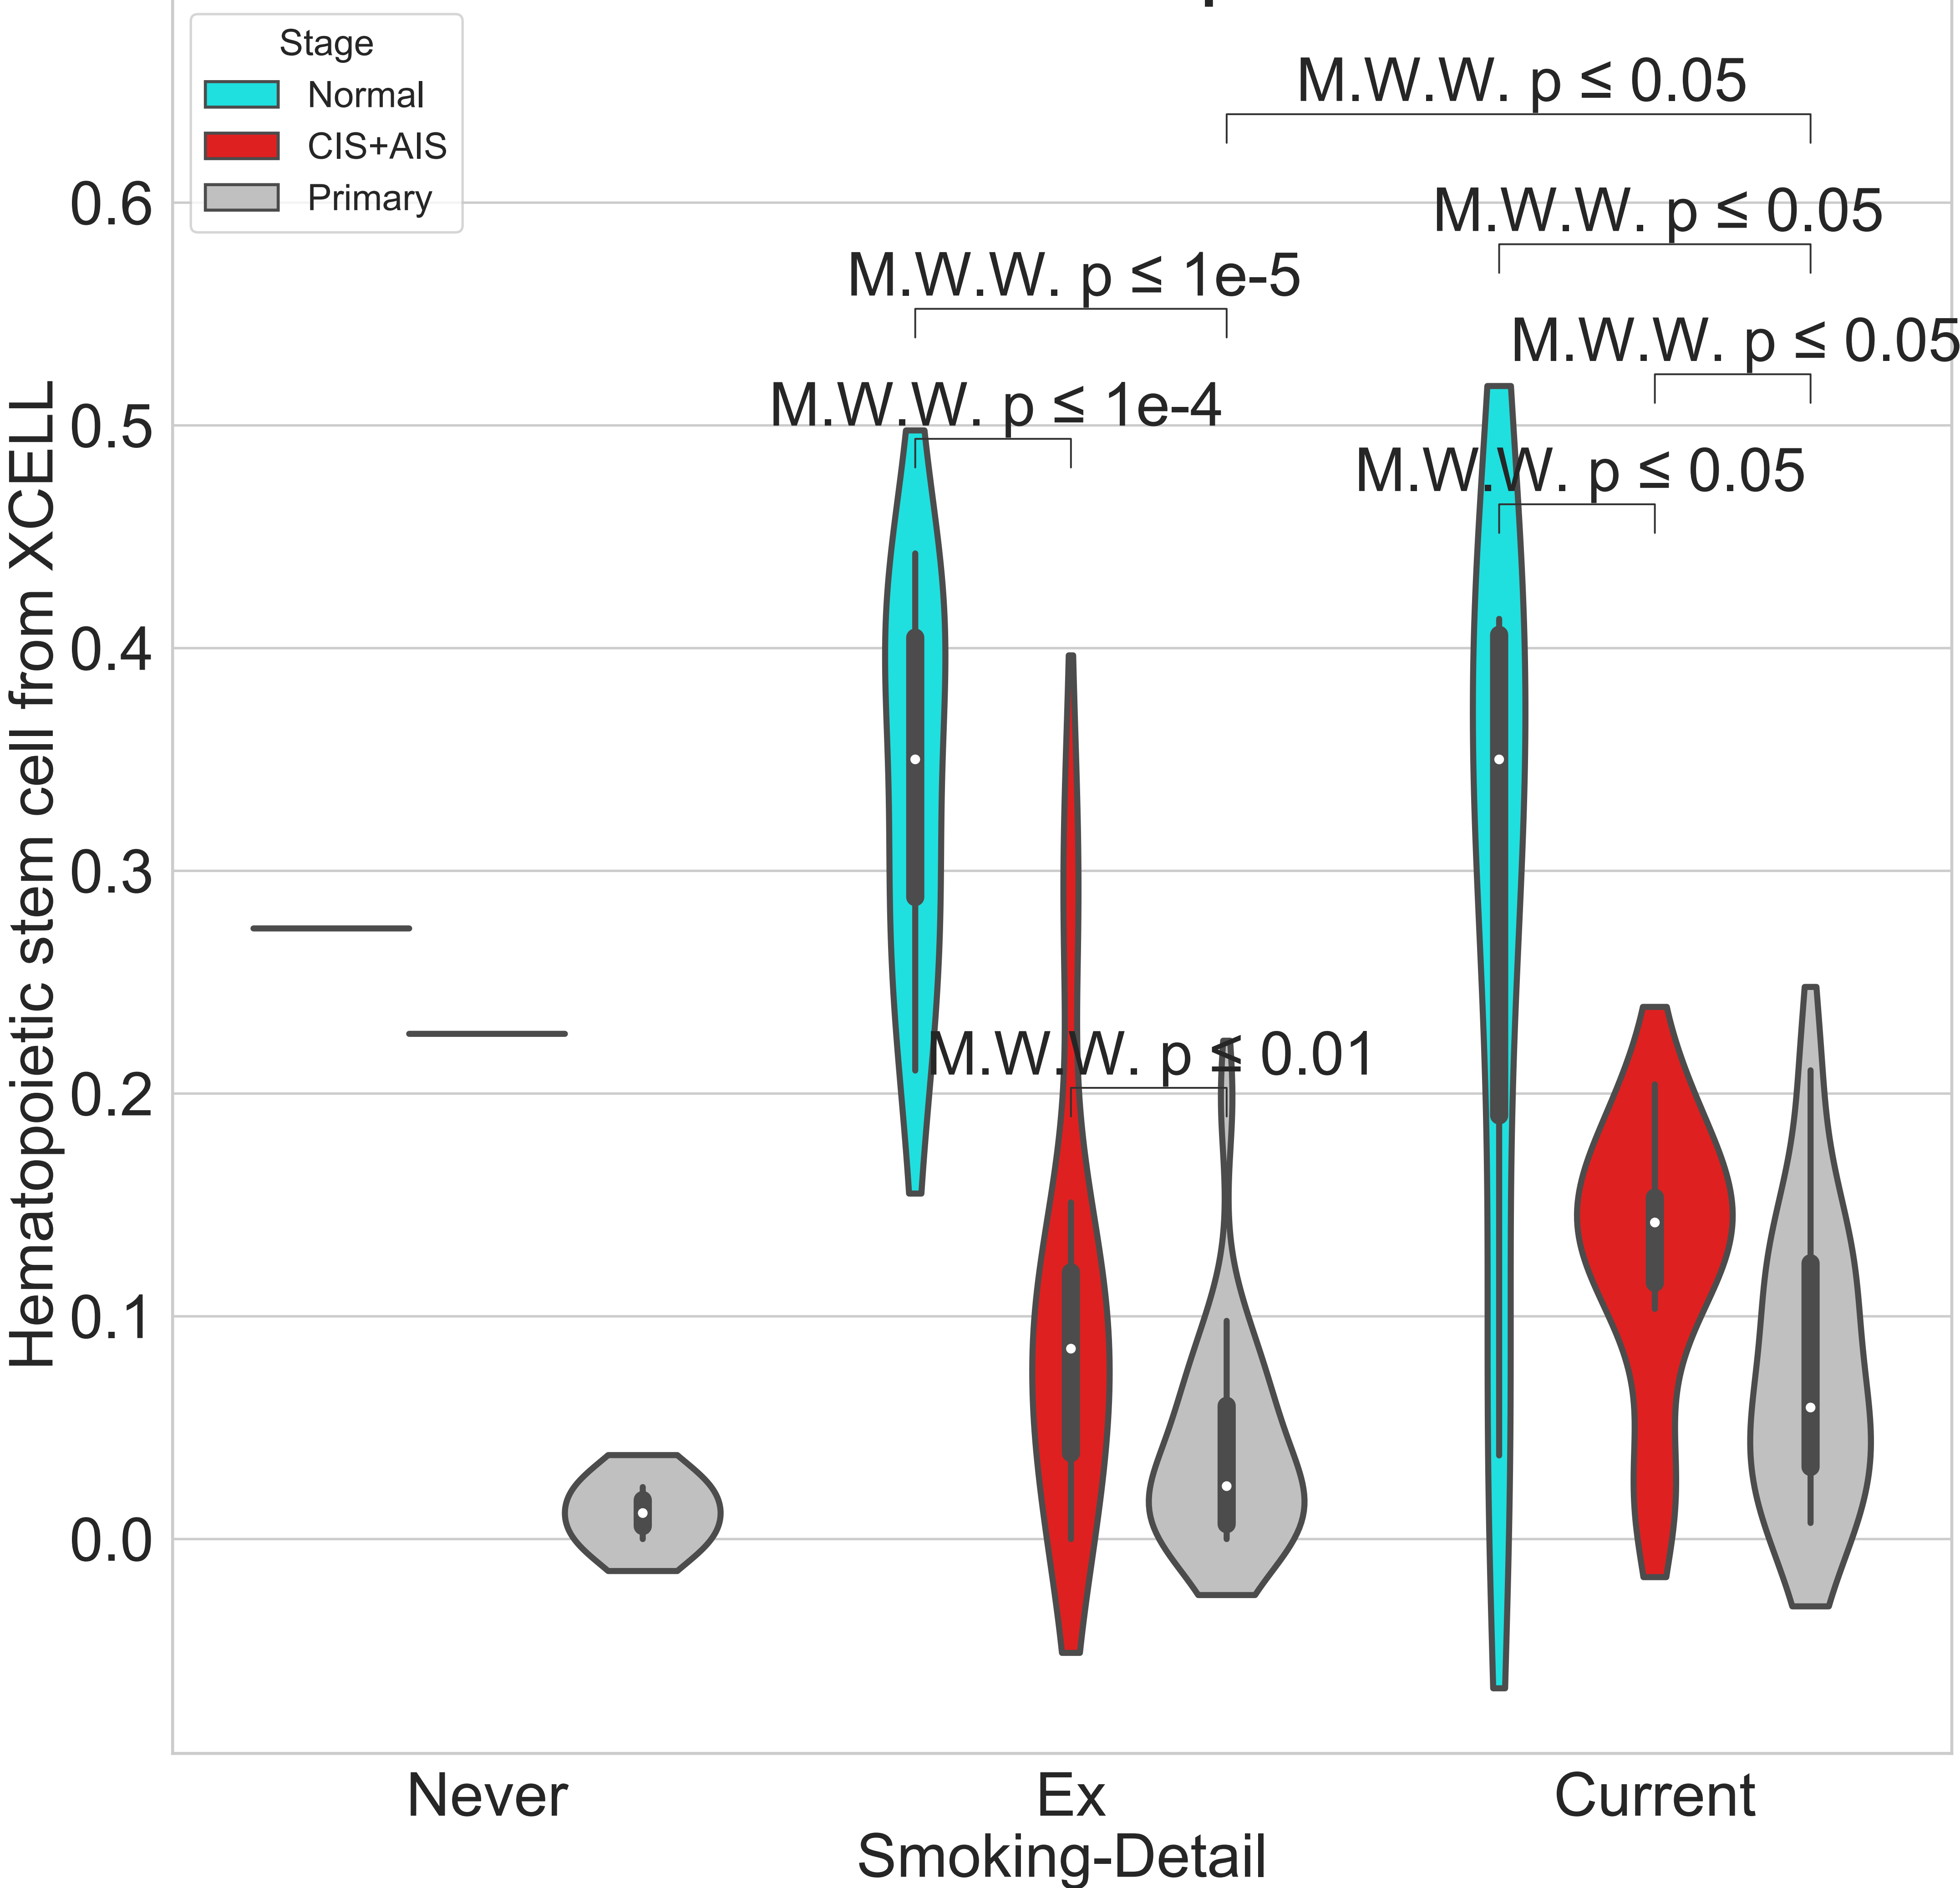 Stage
Normal
CIS+AIS
Primary
M.W.W. p ≤ 0.05
M.W.W. p ≤ 0.05
M.W.W. p ≤ 1e-5
M.W.W. p ≤ 0.05
M.W.W. p ≤ 1e-4
M.W.W. p ≤ 0.05
M.W.W. p ≤ 0.01
0.6
0.5
0.4
0.3
0.2
0.1
0.0
Hematopoietic stem cell from XCELL
Never
Ex
Current
Smoking-Detail